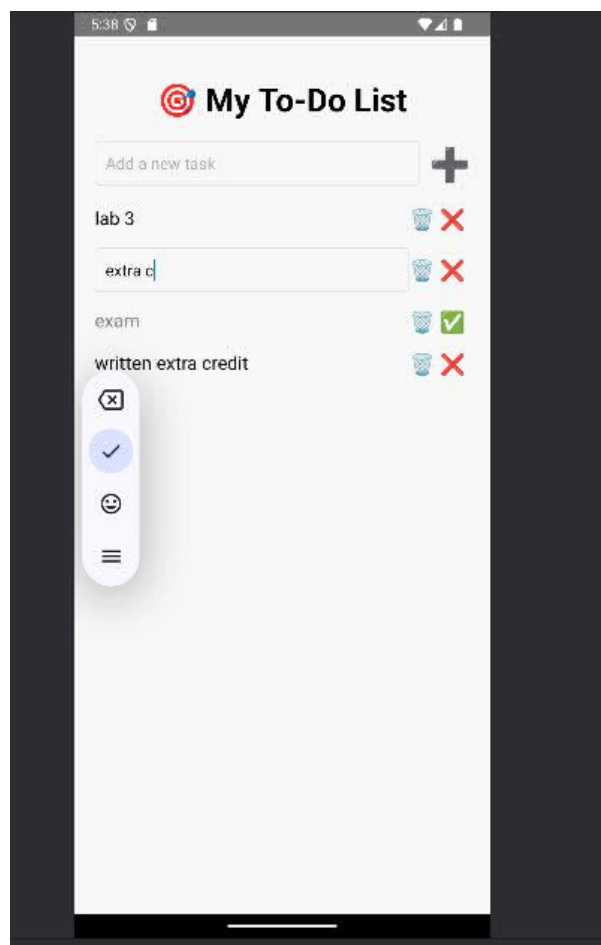 5:38
🎯 My To-Do List
Add a new task
lab 3
extra c
exam
written extra credit